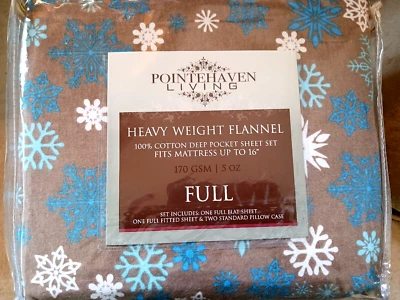 POINTEHAVEN
LIVING
HEAVY WEIGHT FLANNEL
100% COTTON DEEP POCKET SHEET SET
FITS MATTRESS UP TO 16"
170 GSM | 5 OZ
FULL
SET INCLUDES: ONE FULL FLAT SHEET
ONE FULL FITTED SHEET & TWO STANDARD PILLOW CASE